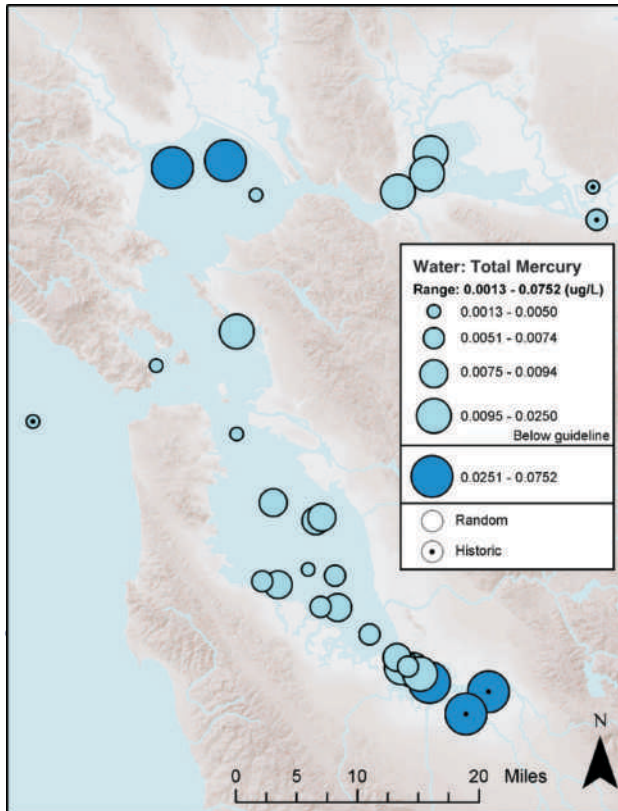 Water: Total Mercury
Range: 0.0013 - 0.0752 (ug/L)
0.0013 - 0.0050
0.0051 - 0.0074
0.0075 - 0.0094
0.0095 - 0.0250
Below guideline
0.0251 - 0.0752
Random
Historic
N
0 5 10 20 Miles